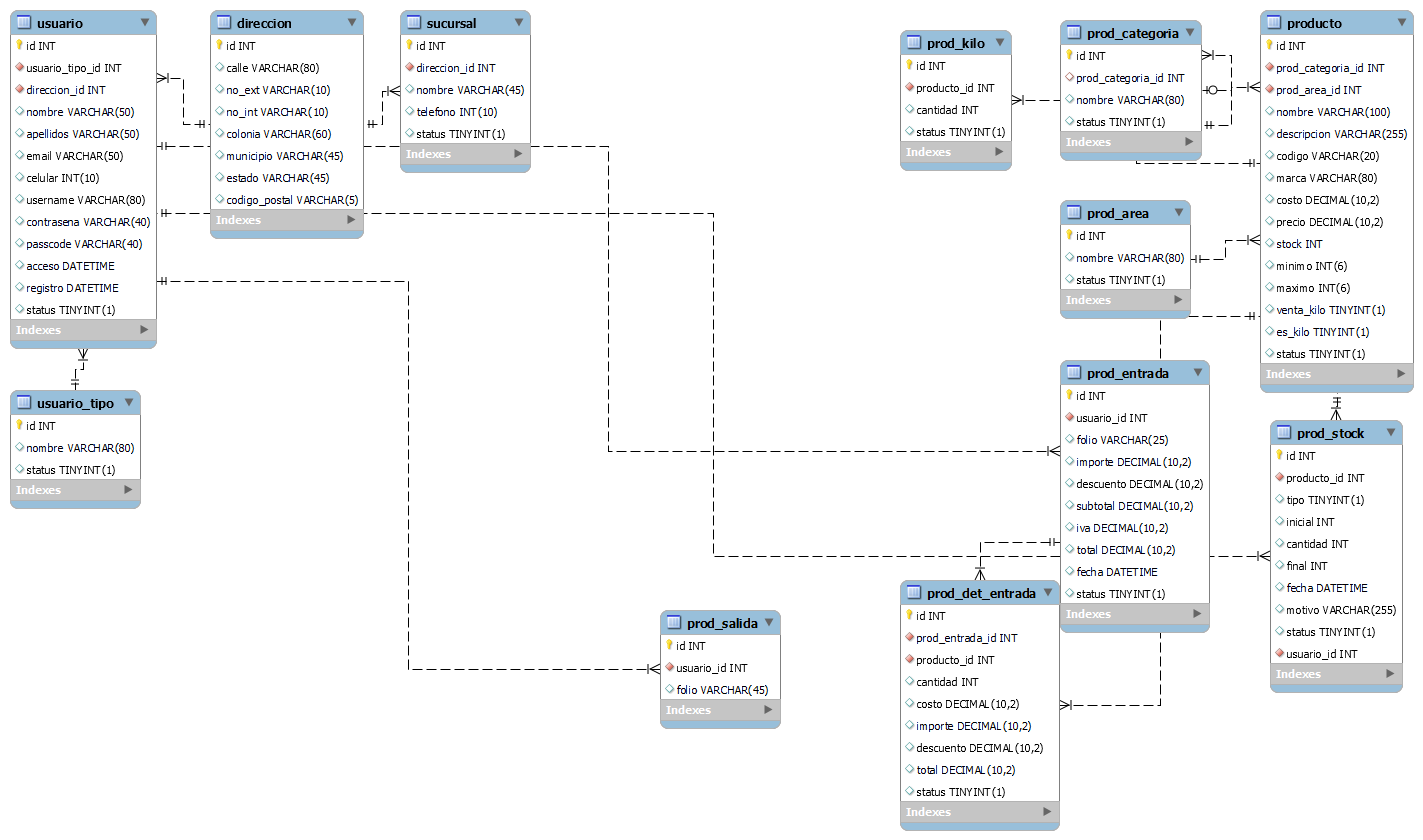 usuario
id INT
usuario_tipo_id INT
direccion_id INT
nombre VARCHAR(50)
apellidos VARCHAR(50)
email VARCHAR(50)
celular INT(10)
username VARCHAR(80)
contrasena VARCHAR(40)
passcode VARCHAR(40)
acceso DATETIME
registro DATETIME
status TINYINT(1)
Indexes
direccion
id INT
calle VARCHAR(80)
no_ext VARCHAR(10)
no_int VARCHAR(10)
colonia VARCHAR(60)
municipio VARCHAR(45)
estado VARCHAR(45)
codigo_postal VARCHAR(5)
Indexes
sucursal
id INT
direccion_id INT
nombre VARCHAR(45)
telefono INT(10)
status TINYINT(1)
Indexes
prod_kilo
id INT
producto_id INT
cantidad INT
status TINYINT(1)
Indexes
prod_categoria
id INT
prod_categoria_id INT
nombre VARCHAR(80)
status TINYINT(1)
Indexes
producto
id INT
prod_categoria_id INT
prod_area_id INT
nombre VARCHAR(100)
descripcion VARCHAR(255)
codigo VARCHAR(20)
marca VARCHAR(80)
costo DECIMAL(10,2)
precio DECIMAL(10,2)
stock INT
minimo INT(6)
maximo INT(6)
venta_kilo TINYINT(1)
es_kilo TINYINT(1)
status TINYINT(1)
Indexes
prod_area
id INT
nombre VARCHAR(80)
status TINYINT(1)
Indexes
usuario_tipo
id INT
nombre VARCHAR(80)
status TINYINT(1)
Indexes
prod_entrada
id INT
usuario_id INT
folio VARCHAR(25)
importe DECIMAL(10,2)
descuento DECIMAL(10,2)
subtotal DECIMAL(10,2)
iva DECIMAL(10,2)
total DECIMAL(10,2)
fecha DATETIME
status TINYINT(1)
Indexes
prod_stock
id INT
producto_id INT
tipo TINYINT(1)
inicial INT
cantidad INT
final INT
fecha DATETIME
motivo VARCHAR(255)
status TINYINT(1)
usuario_id INT
Indexes
prod_salida
id INT
usuario_id INT
folio VARCHAR(45)
Indexes
prod_det_entrada
id INT
prod_entrada_id INT
producto_id INT
cantidad INT
costo DECIMAL(10,2)
importe DECIMAL(10,2)
descuento DECIMAL(10,2)
total DECIMAL(10,2)
status TINYINT(1)
Indexes